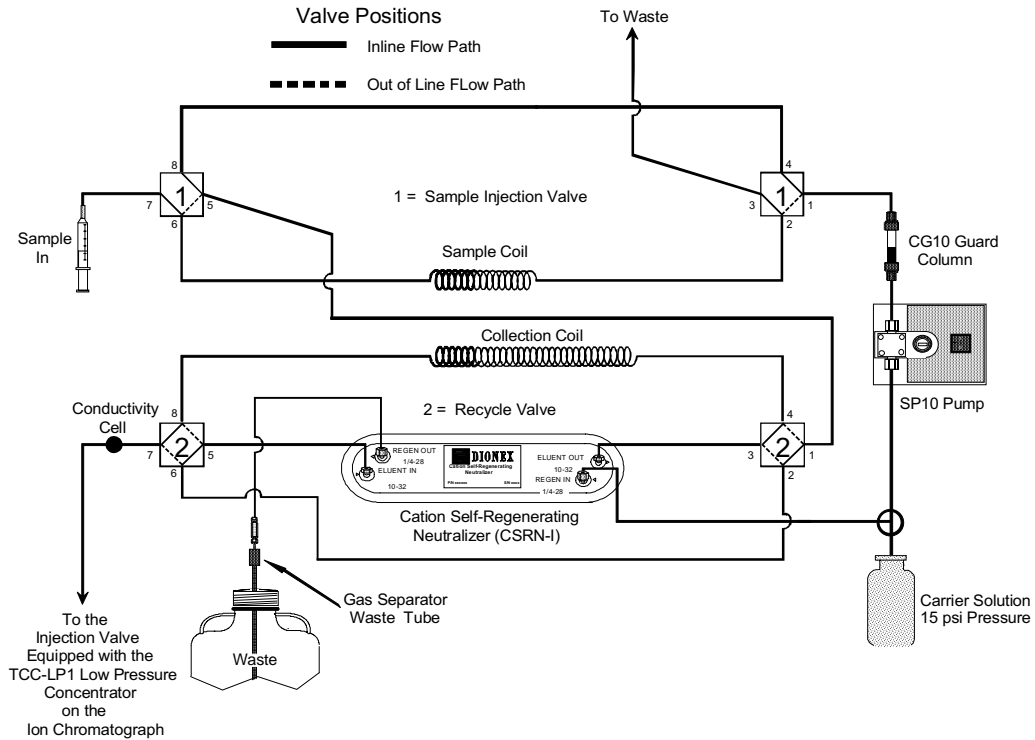 Valve Positions
Inline Flow Path
Out of Line FLow Path
To Waste
8
1
7
5
6
1 = Sample Injection Valve
4
1
3
1
2
Sample
In
Sample Coil
CG10 Guard
Column
Collection Coil
SP10 Pump
2 = Recycle Valve
Conductivity
Cell
8
2
7
5
6
4
2
3
1
2
REGEN OUT
1/4-28
ELUENT IN
10-32
DIONEX
Cation Self-Regenerating
Neutralizer
P/N
S/N
ELUENT OUT
10-32
REGEN IN
1/4-28
Cation Self-Regenerating
Neutralizer (CSRN-I)
Gas Separator
Waste Tube
Waste
Carrier Solution
15 psi Pressure
To the
Injection Valve
Equipped with the
TCC-LP1 Low Pressure
Concentrator
on the
Ion Chromatograph